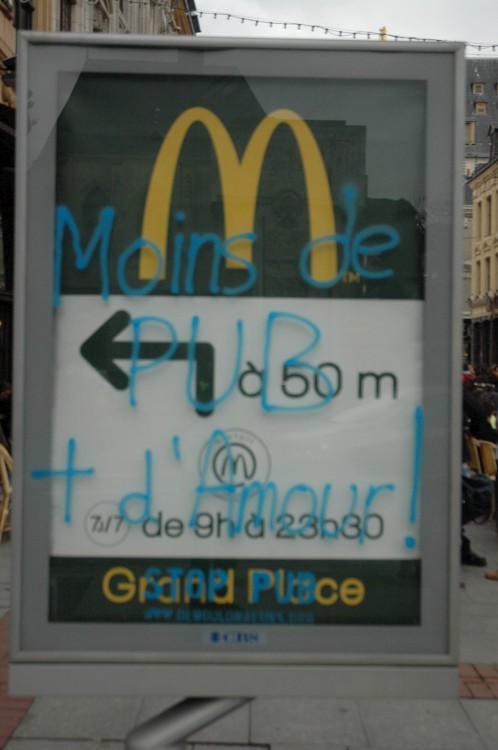 Moins de
PUB
à 50 m
+ d'Amour!
7j/7 de 9h à 23h30
Grand Place
STOP PUB
CBS